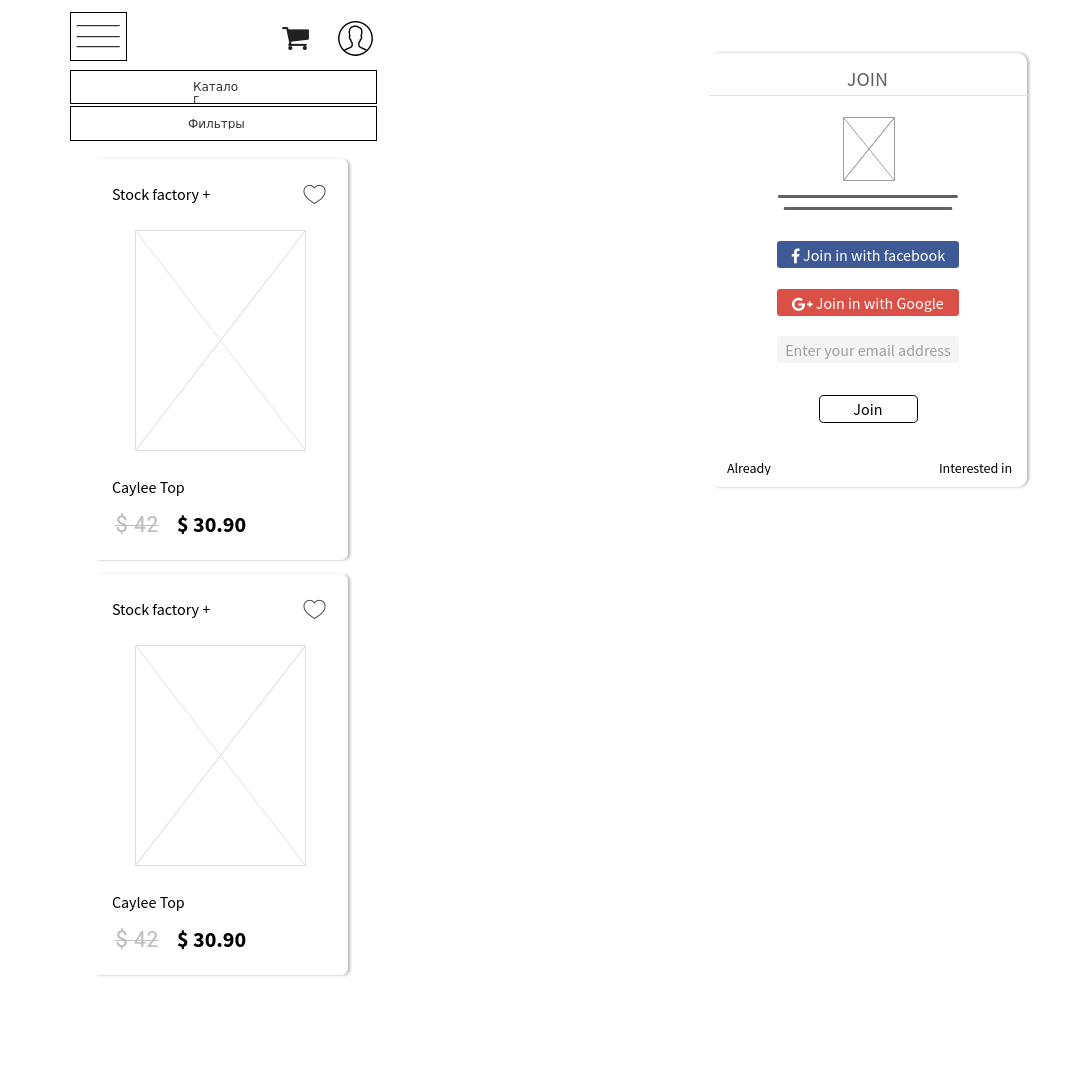 Катало
г
Фильтры
Stock factory +
Caylee Top
$ 42 $ 30.90
Stock factory +
Caylee Top
$ 42 $ 30.90
JOIN
Join in with facebook
G+ Join in with Google
Enter your email address
Join
Already Interested in